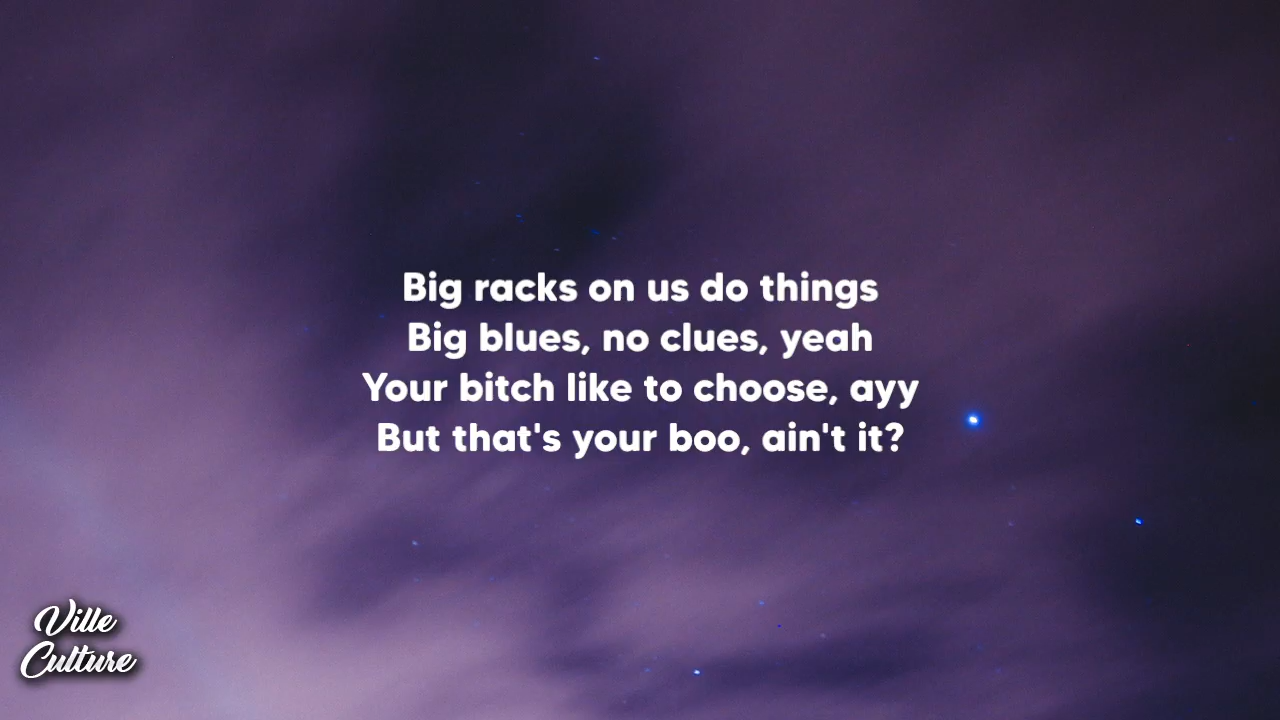 Big racks on us do things
Big blues, no clues, yeah
Your bitch like to choose, ayy
But that's your boo, ain't it?
Ville
Culture